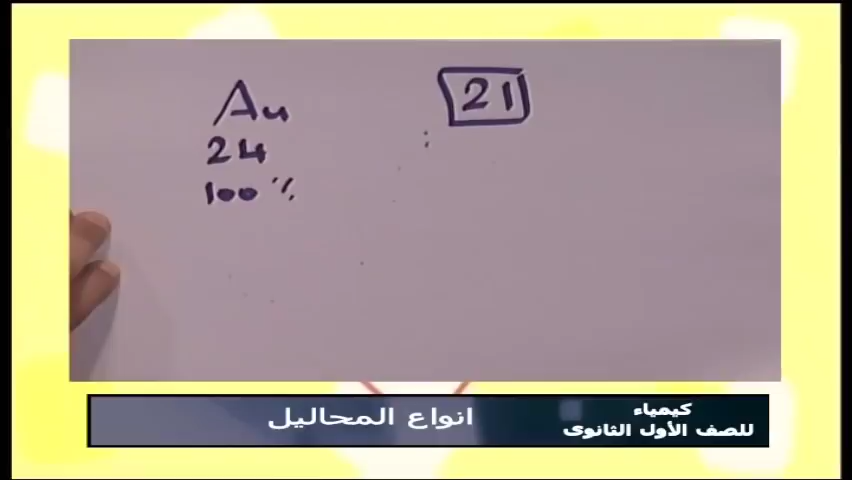 Au
24
100 %
21
:
انواع المحاليل
كيمياء
للصف الأول الثانوى